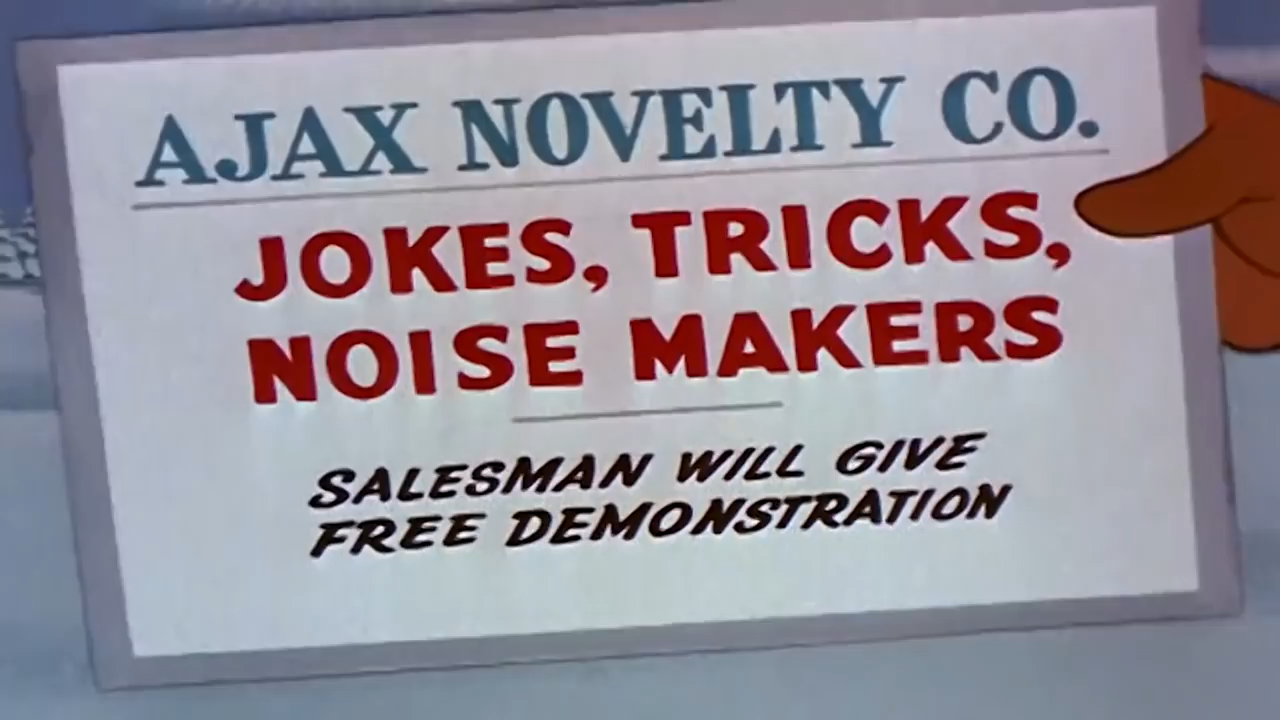 AJAX NOVELTY CO.
JOKES, TRICKS,
NOISE MAKERS
SALESMAN WILL GIVE
FREE DEMONSTRATION